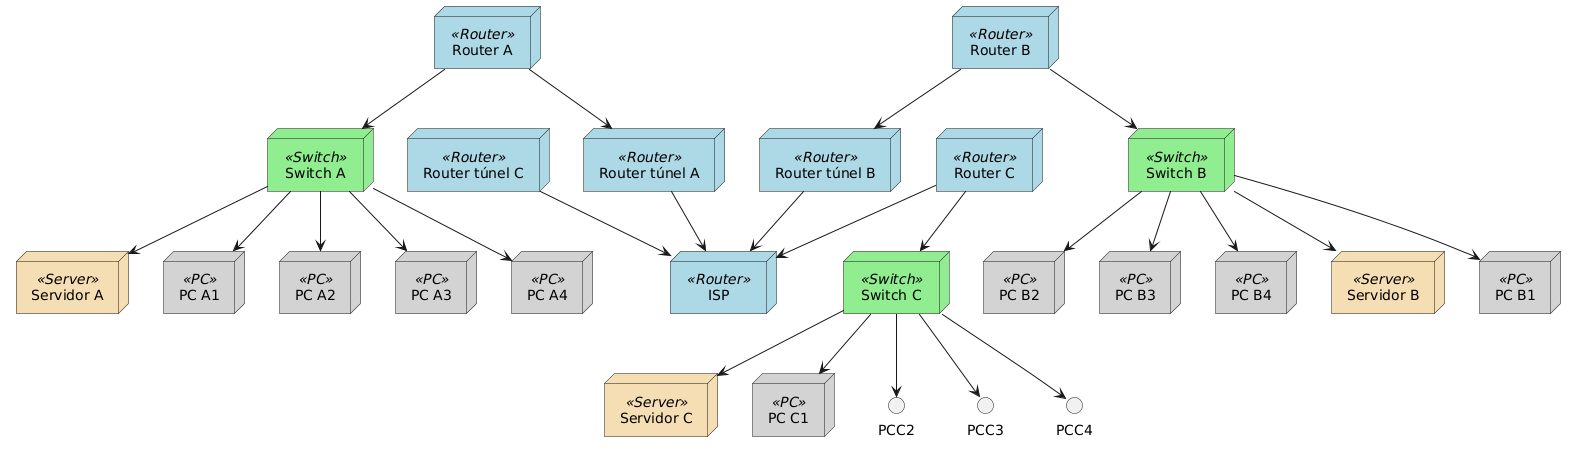 «Router»
Router A
«Router»
Router B
«Switch»
Switch A
«Router»
Router túnel C
«Router»
Router túnel A
«Router»
Router túnel B
«Router»
Router C
«Switch»
Switch B
«Server»
Servidor A
«PC»
PC A1
«PC»
PC A2
«PC»
PC A3
«PC»
PC A4
«Router»
ISP
«Switch»
Switch C
«PC»
PC B2
«PC»
PC B3
«PC»
PC B4
«Server»
Servidor B
«PC»
PC B1
«Server»
Servidor C
«PC»
PC C1
PCC2
PCC3
PCC4